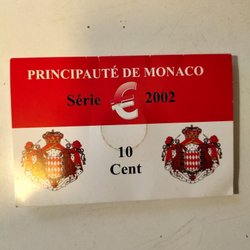 PRINCIPAUTÉ DE MONACO
Série € 2002
10
Cent